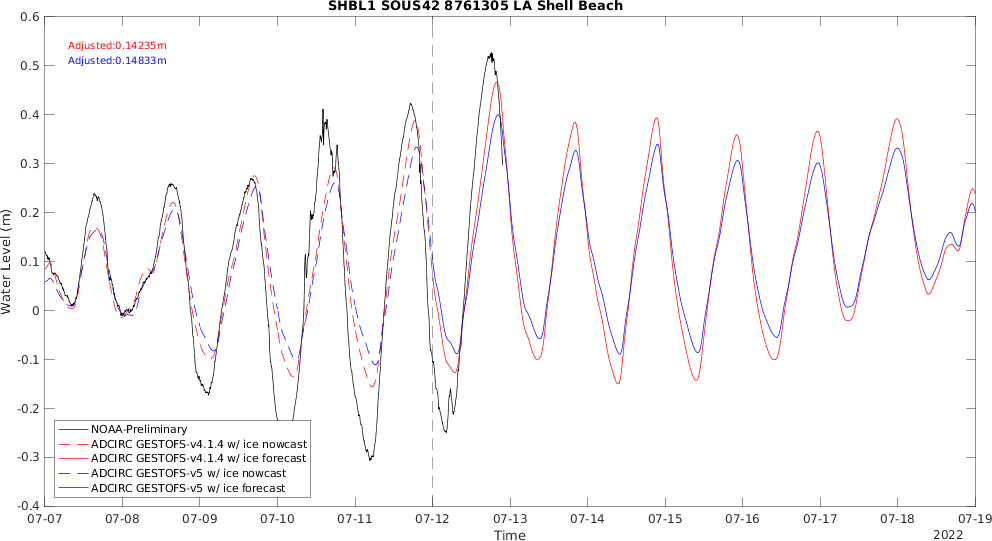 SHBL1 SOUS42 8761305 LA Shell Beach
Adjusted:0.14235m
Adjusted:0.14833m
Water Level (m)
0.6
0.5
0.4
0.3
0.2
0.1
0
-0.1
-0.2
-0.3
-0.4
NOAA-Preliminary
ADCIRC GESTOFS-v4.1.4 w/ ice nowcast
ADCIRC GESTOFS-v4.1.4 w/ ice forecast
ADCIRC GESTOFS-v5 w/ ice nowcast
ADCIRC GESTOFS-v5 w/ ice forecast
07-07 07-08 07-09 07-10 07-11 07-12 07-13 07-14 07-15 07-16 07-17 07-18 07-19
Time
2022